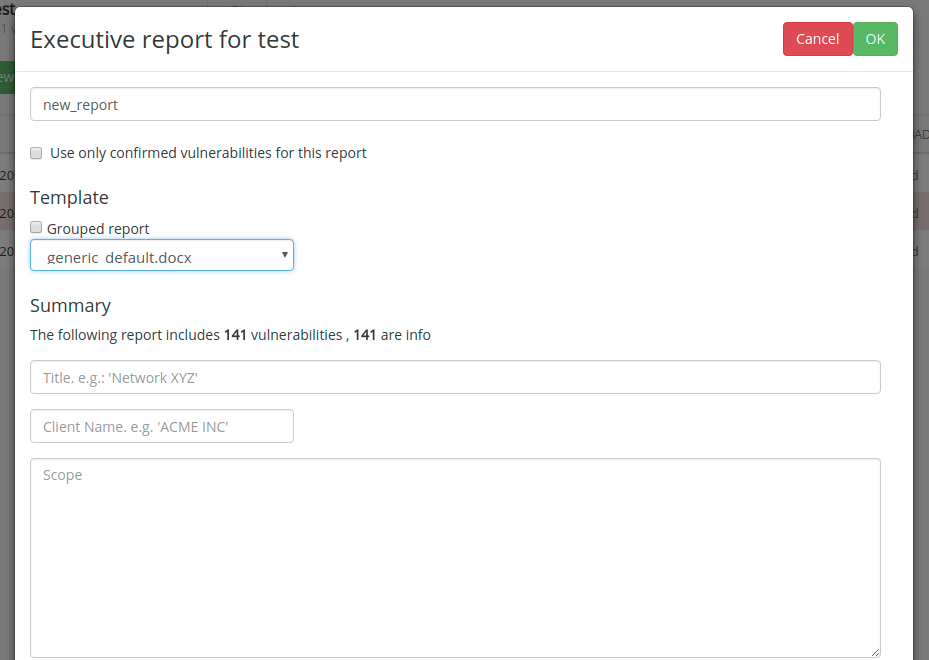 Executive report for test
Cancel
OK
new_report
Use only confirmed vulnerabilities for this report
Template
Grouped report
generic_default.docx
Summary
The following report includes 141 vulnerabilities , 141 are info
Title. e.g.: 'Network XYZ'
Client Name. e.g. 'ACME INC'
Scope